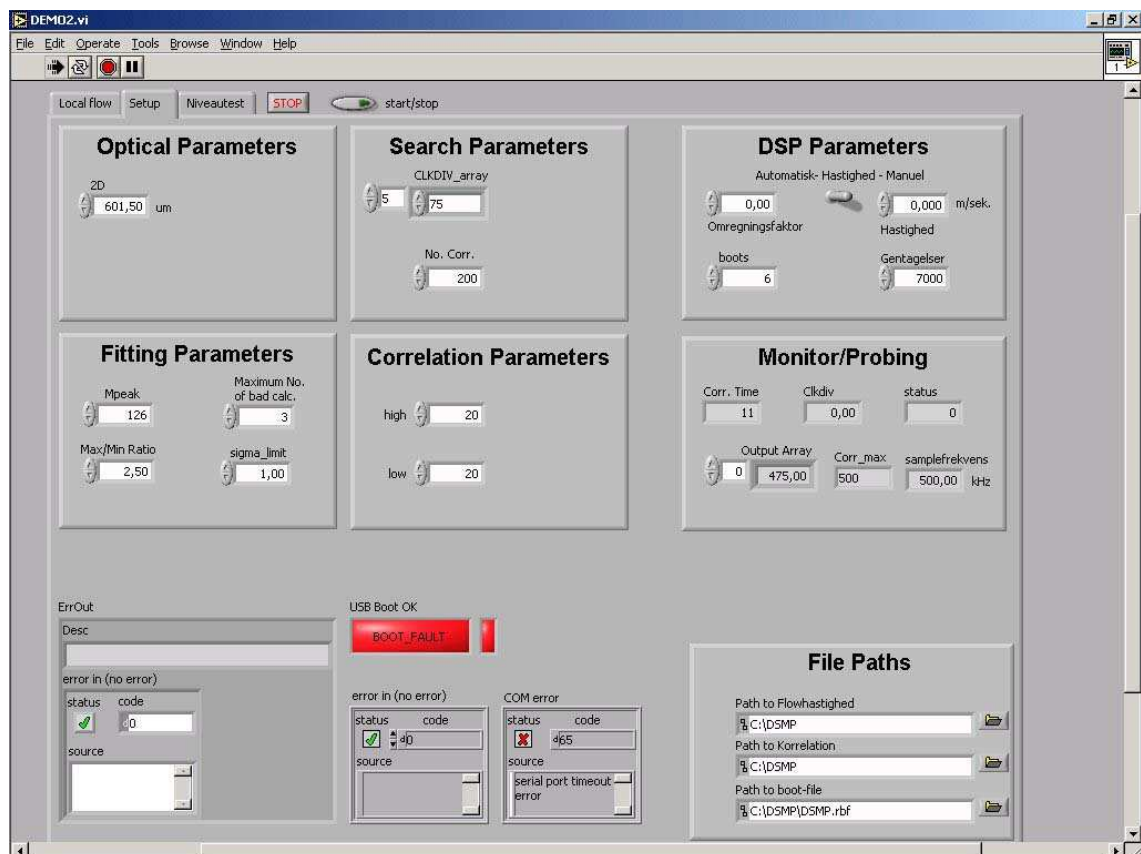 DEMO2.vi
File Edit Operate Tools Browse Window Help
1
Local flow Setup Niveautest STOP start/stop
Optical Parameters
2D
601,50 um
Search Parameters
CLKDIV_array
5 75
No. Corr.
200
DSP Parameters
Automatisk- Hastighed - Manuel
0,00 0,000 m/sek.
Omregningsfaktor Hastighed
boots Gentagelser
6 7000
Fitting Parameters
Mpeak Maximum No.
of bad calc.
126 3
Max/Min Ratio sigma_limit
2,50 1,00
Correlation Parameters
high 20
low 20
Monitor/Probing
Corr. Time Clkdiv status
11 0,00 0
Output Array Corr_max samplefrekvens
0 475,00 500 500,00 kHz
ErrOut
Desc
error in (no error)
status code
d0
source
USB Boot OK
BOOT_FAULT
error in (no error)
status code
d0
source
COM error
status code
d65
source
serial port timeout
error
File Paths
Path to Flowhastighed
C:\DSMP
Path to Korrelation
C:\DSMP
Path to boot-file
C:\DSMP\DSMP.rbf